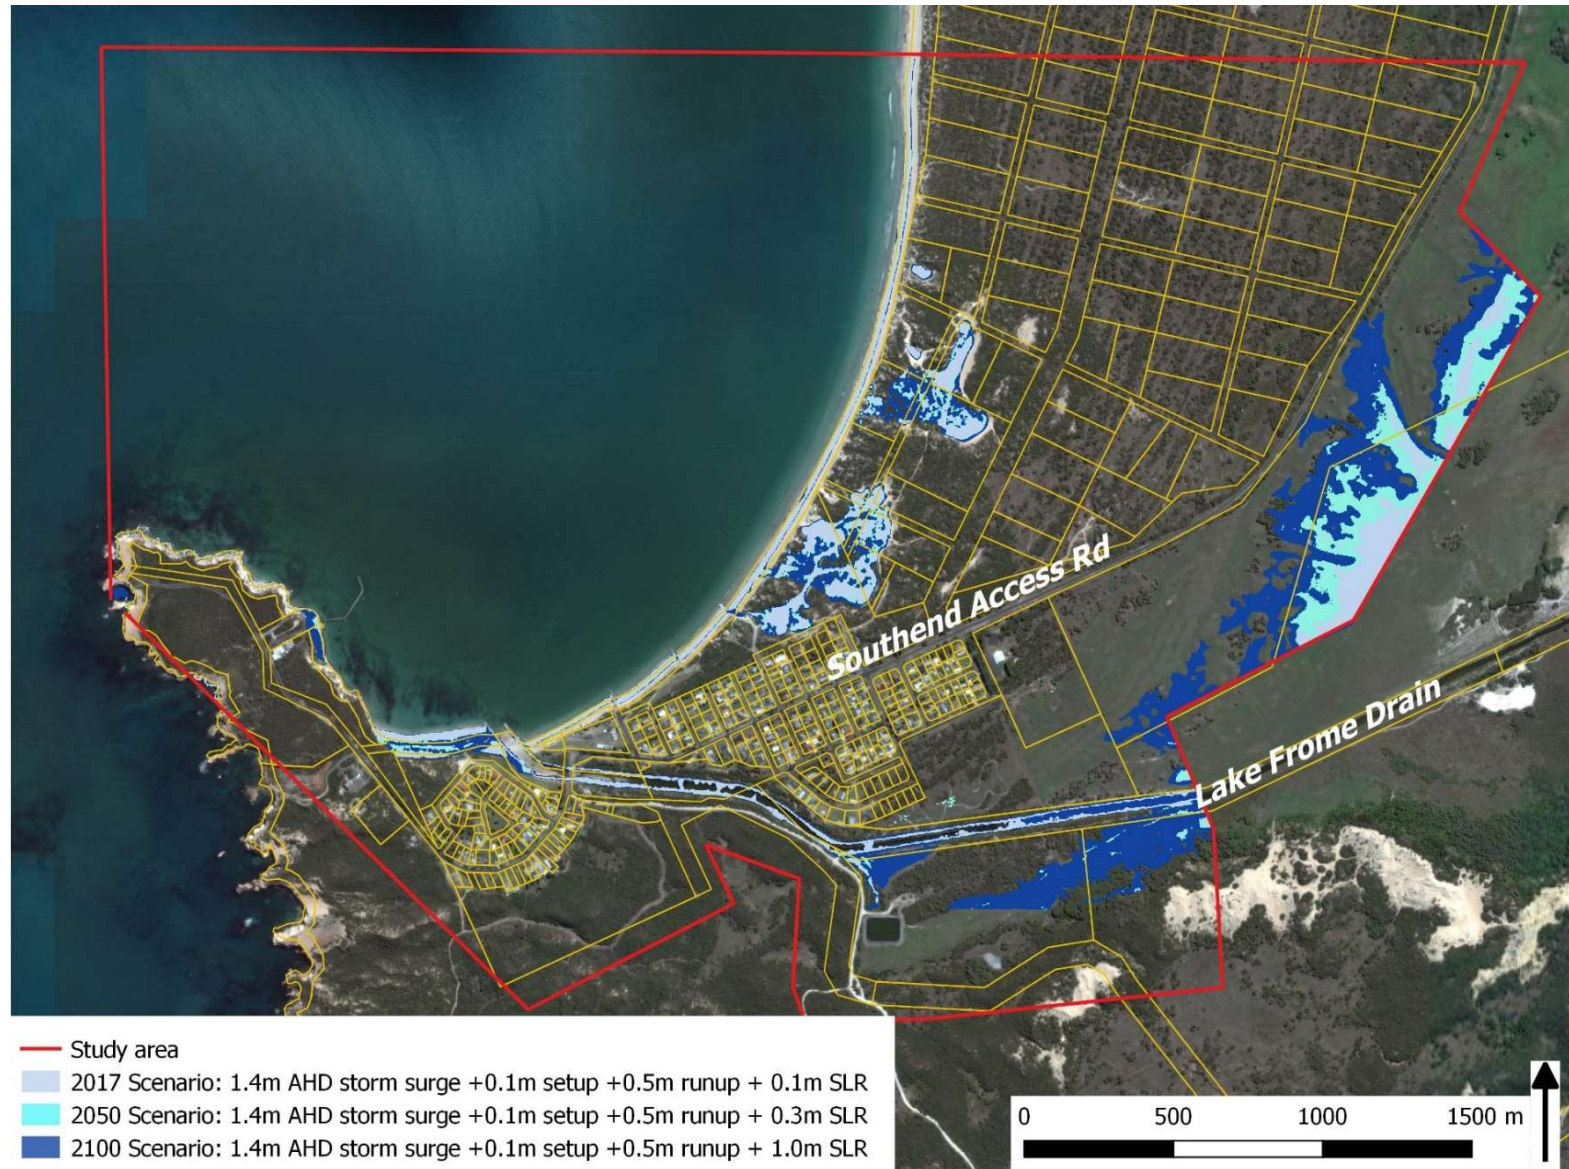 Southend Access Rd
Lake Frome Drain
Study area
2017 Scenario: 1.4m AHD storm surge +0.1m setup +0.5m runup + 0.1m SLR
2050 Scenario: 1.4m AHD storm surge +0.1m setup +0.5m runup + 0.3m SLR
2100 Scenario: 1.4m AHD storm surge +0.1m setup +0.5m runup + 1.0m SLR
0 500 1000 1500 m